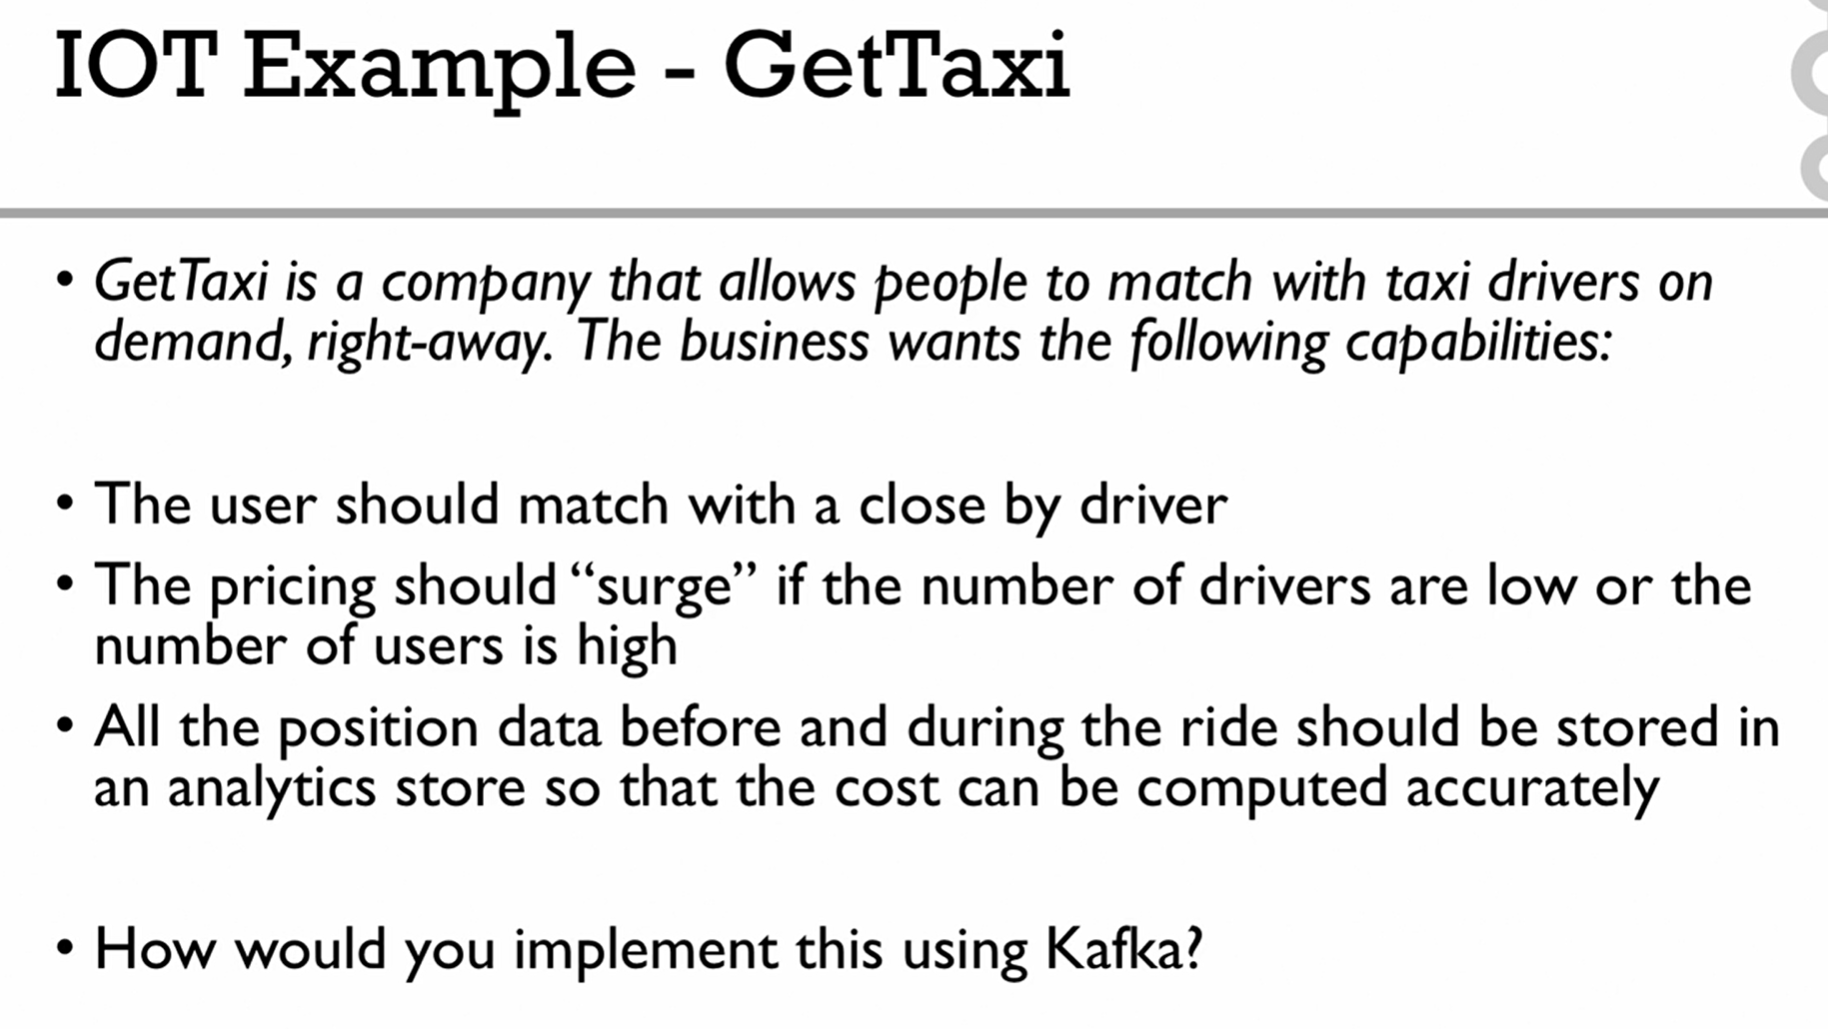 IOT Example - GetTaxi
• GetTaxi is a company that allows people to match with taxi drivers on
demand, right-away. The business wants the following capabilities:
• The user should match with a close by driver
• The pricing should “surge” if the number of drivers are low or the
number of users is high
• All the position data before and during the ride should be stored in
an analytics store so that the cost can be computed accurately
• How would you implement this using Kafka?